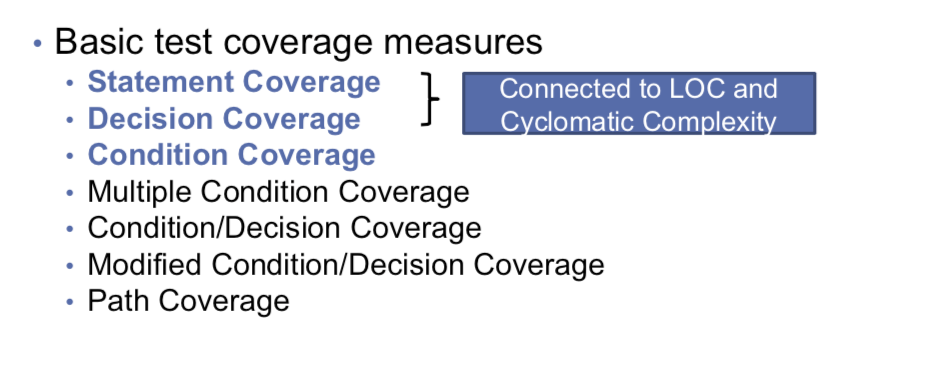 • Basic test coverage measures
• Statement Coverage
• Decision Coverage
• Condition Coverage
• Multiple Condition Coverage
• Condition/Decision Coverage
• Modified Condition/Decision Coverage
• Path Coverage
Connected to LOC and
Cyclomatic Complexity